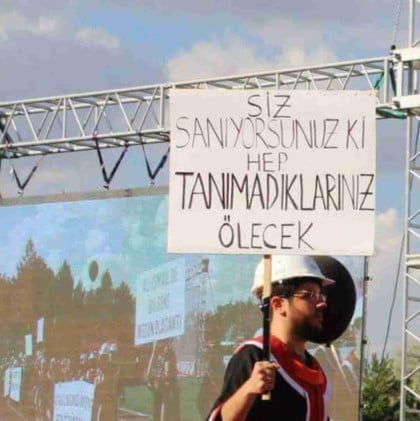 SİZ
SANIYORSUNUZ Kİ
HEP
TANIMADIKLARINIZ
ÖLECEK